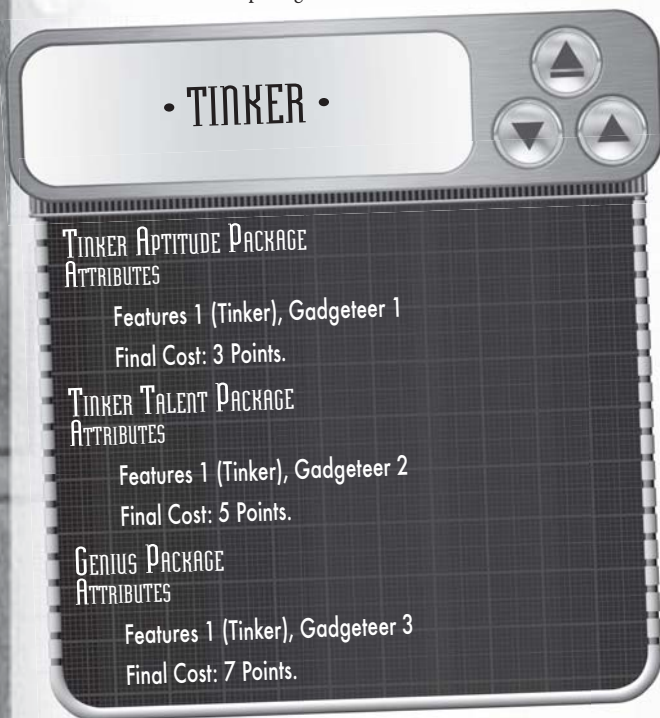 • TINKER •
TINKER APTITUDE PACKAGE
ATTRIBUTES
Features 1 (Tinker), Gadgeteer 1
Final Cost: 3 Points.
TINKER TALENT PACKAGE
ATTRIBUTES
Features 1 (Tinker), Gadgeteer 2
Final Cost: 5 Points.
GENIUS PACKAGE
ATTRIBUTES
Features 1 (Tinker), Gadgeteer 3
Final Cost: 7 Points.